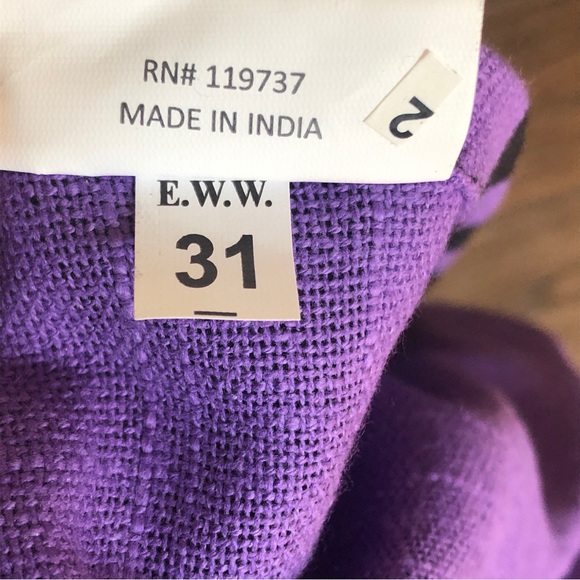 RN# 119737
MADE IN INDIA
2
E.W.W.
31